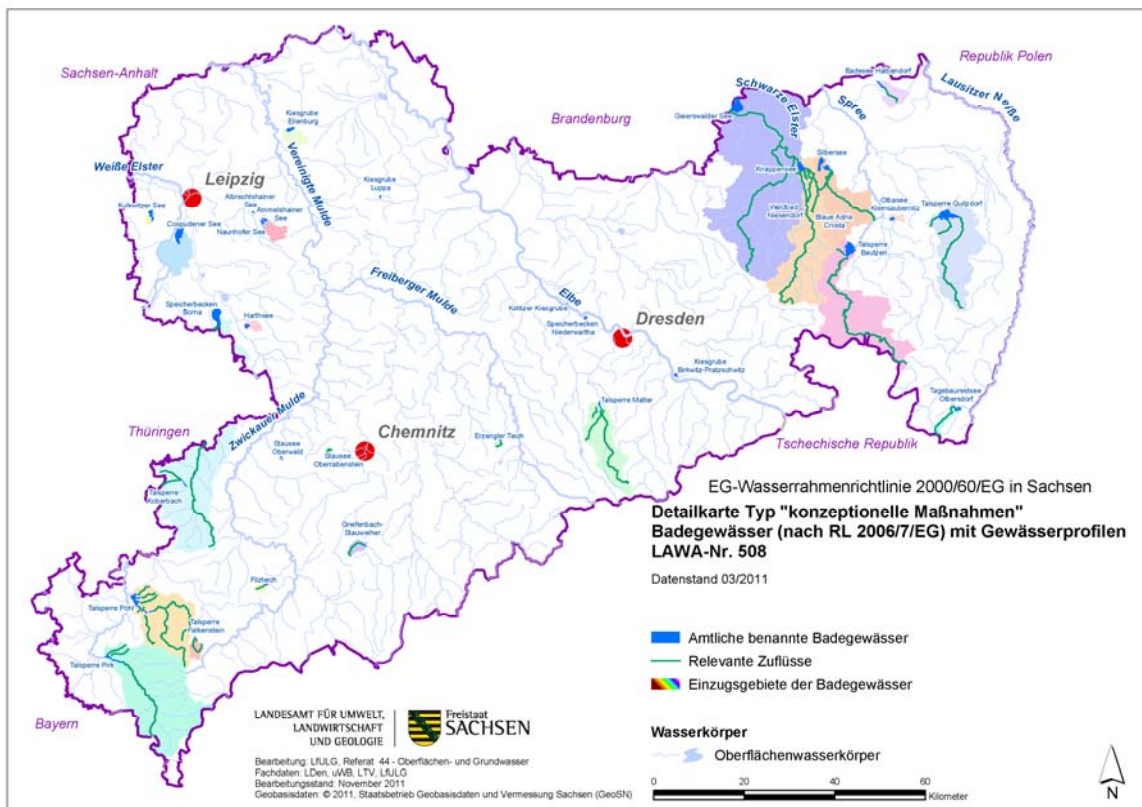 Sachsen-Anhalt
Republik Polen
Brandenburg
Thüringen
Bayern
Tschechische Republik
Leipzig
Dresden
Chemnitz
Weiße Elster
Vereinigte Mulde
Freiberger Mulde
Zwickauer Mulde
Elbe
Schwarze Elster
Spree
Lausitzer Neiße
Badesee Halbendorf
Geierswalder See
Kiesgrube
Eilenburg
Kiesgrube
Luppa
Knappensee
Silbersee
Kulkwitzer See
Cospudener See
Albrechtshainer
See
Ammelshainer
See
Naunhofer See
Waldbad
Niesendorf
Blaue Adria
Crosta
Olbasee
Kleinsaubernitz
Talsperre Quitzdorf
Talsperre
Bautzen
Speicherbecken
Borna
Harthsee
Kötitzer Kiesgrube
Speicherbecken
Niederwartha
Kiesgrube
Birkwitz-Pratzschwitz
Talsperre Malter
Tagebaurestsee
Olbersdorf
Stausee
Oberwald
Stausee
Oberrabenstein
Erzengler Teich
Talsperre
Koberbach
Greifenbach-
Stauweiher
Filzteich
Talsperre Pöhl
Talsperre
Falkenstein
Talsperre Pirk
EG-Wasserrahmenrichtlinie 2000/60/EG in Sachsen
Detailkarte Typ "konzeptionelle Maßnahmen"
Badegewässer (nach RL 2006/7/EG) mit Gewässerprofilen
LAWA-Nr. 508
Datenstand 03/2011
Amtliche benannte Badegewässer
Relevante Zuflüsse
Einzugsgebiete der Badegewässer
Wasserkörper
Oberflächenwasserkörper
0 20 40 60
Kilometer
N
LANDESAMT FÜR UMWELT,
LANDWIRTSCHAFT
UND GEOLOGIE
Freistaat
SACHSEN
Bearbeitung: LfULG, Referat 44 - Oberflächen- und Grundwasser
Fachdaten: LDen, uWB, LTV, LfULG
Bearbeitungsstand: November 2011
Geobasisdaten: © 2011, Staatsbetrieb Geobasisdaten und Vermessung Sachsen (GeoSN)